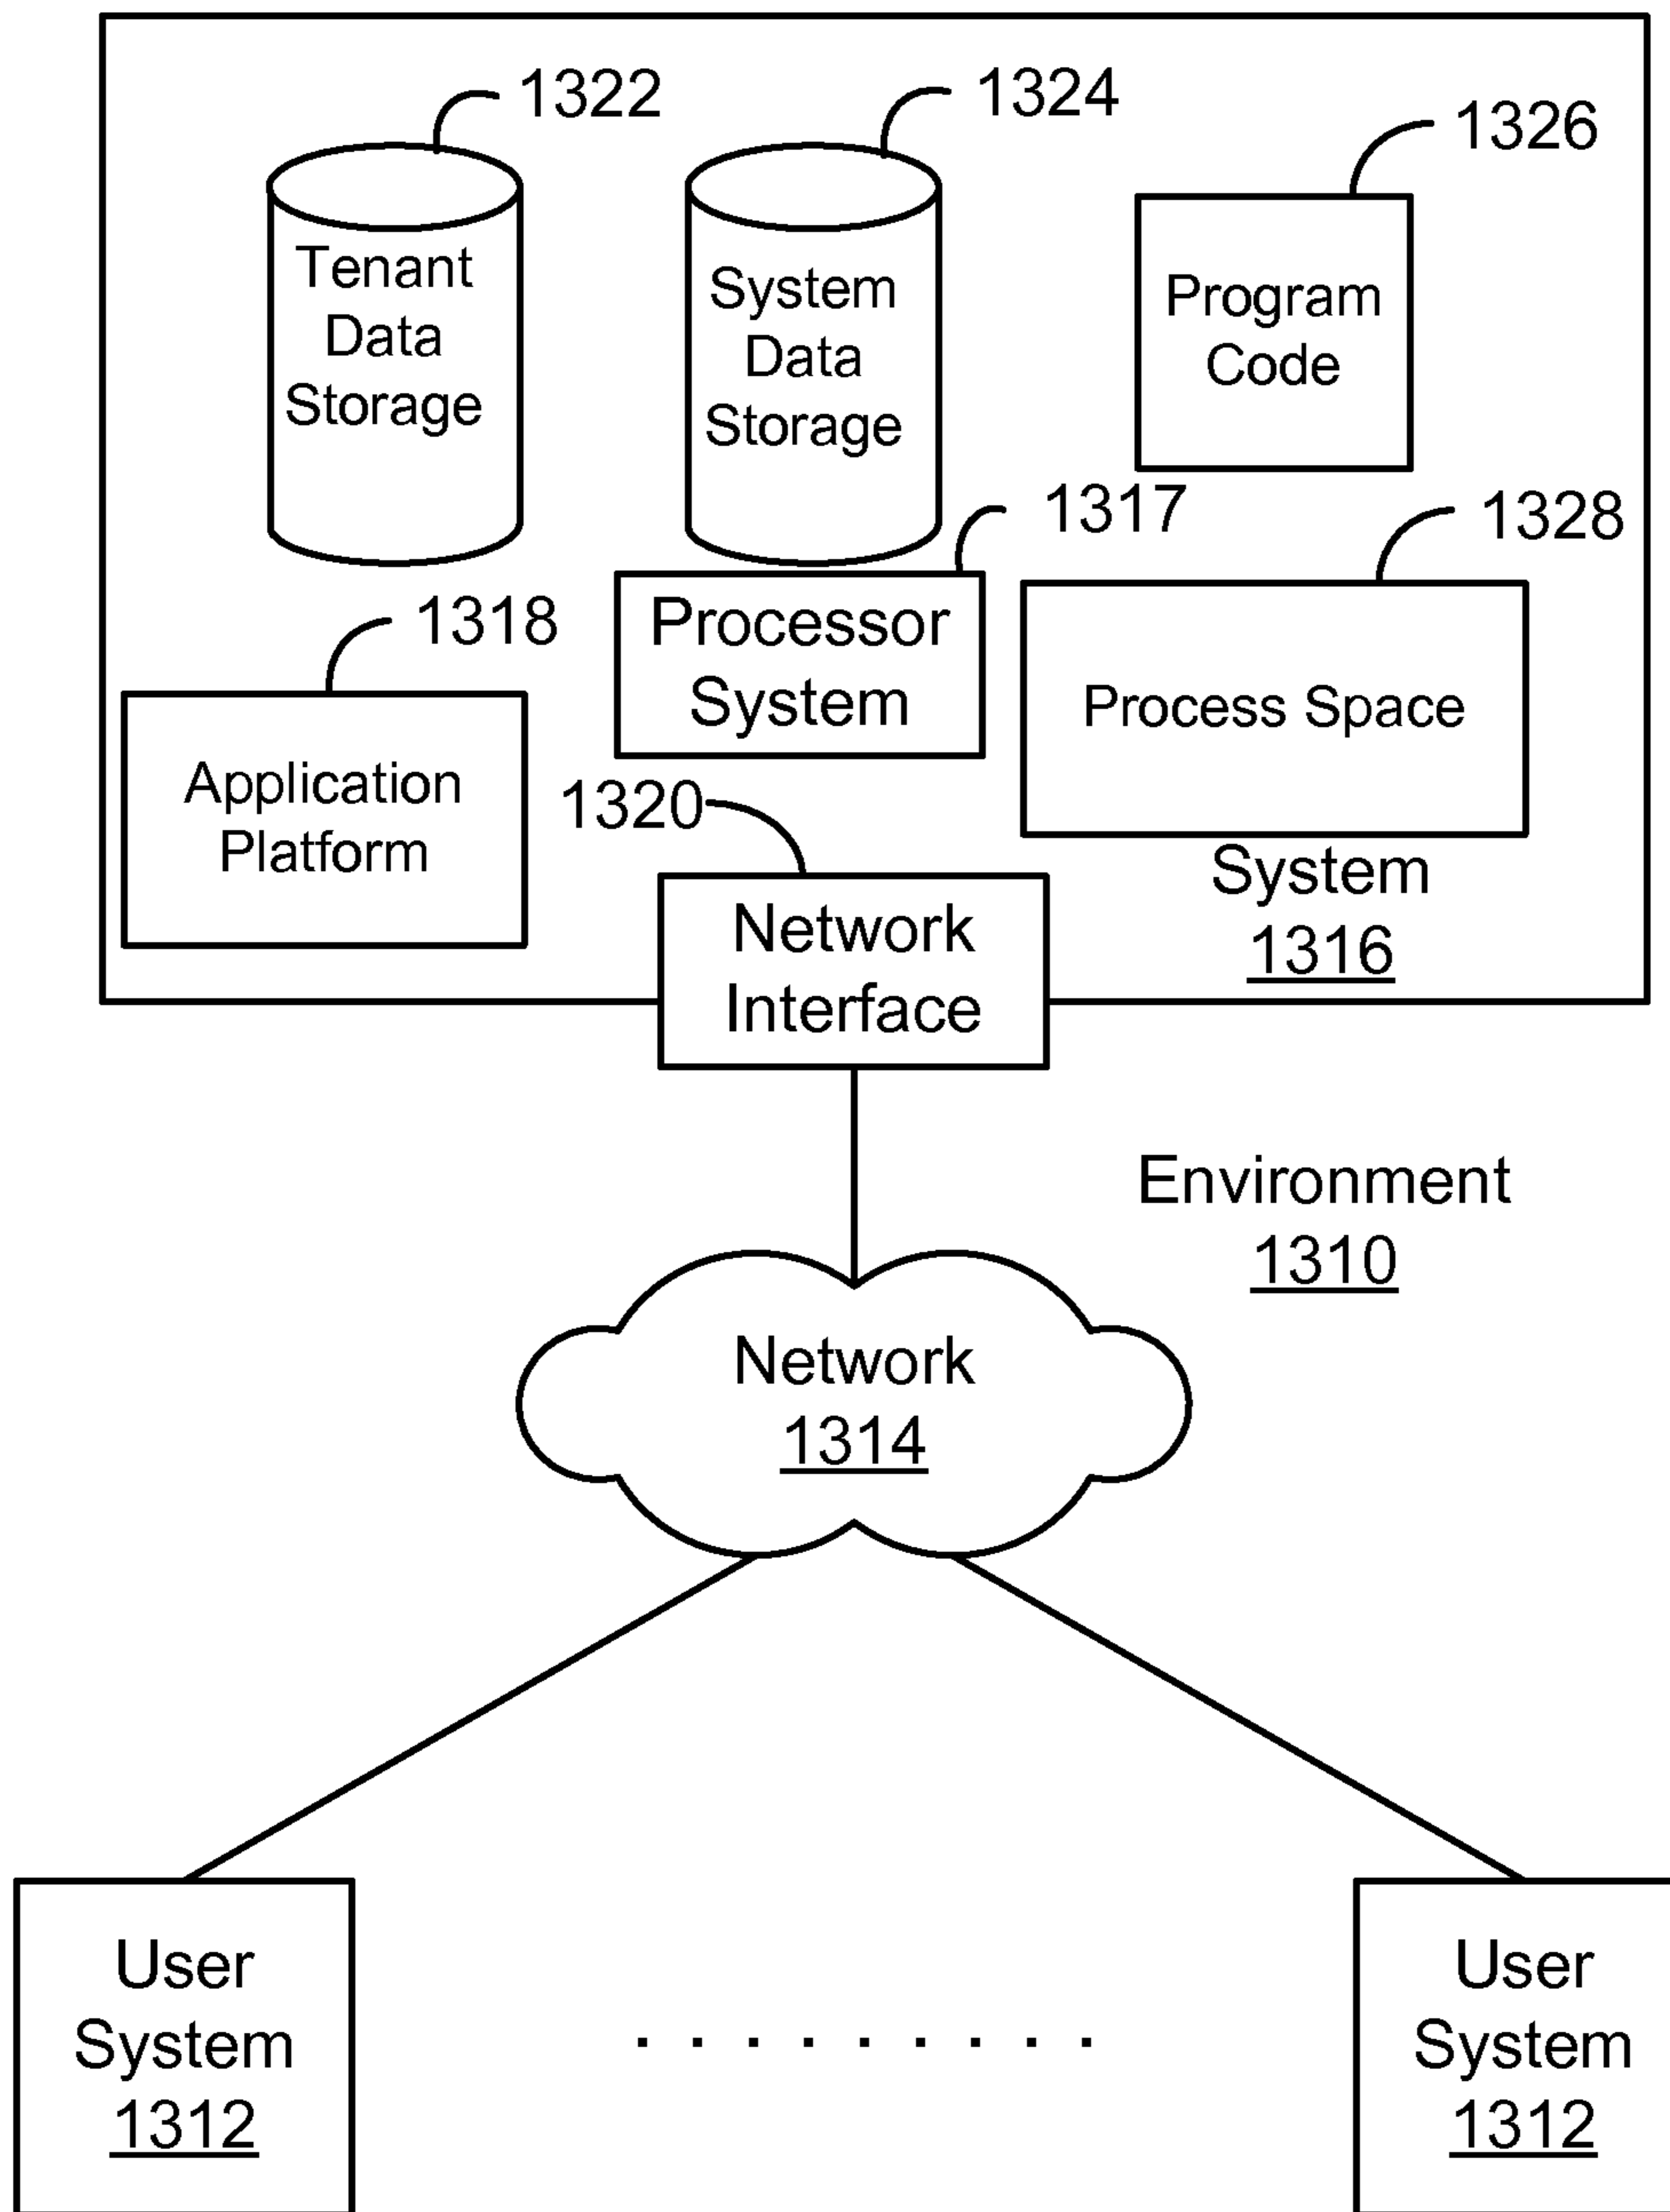 1322
1324
1326
Tenant
Data
Storage
System
Data
Storage
Program
Code
1317
1328
1318
Processor
System
Process Space
Application
Platform
1320
System
1316
Network
Interface
Environment
1310
Network
1314
User
System
1312
. . . . . . . . .
User
System
1312